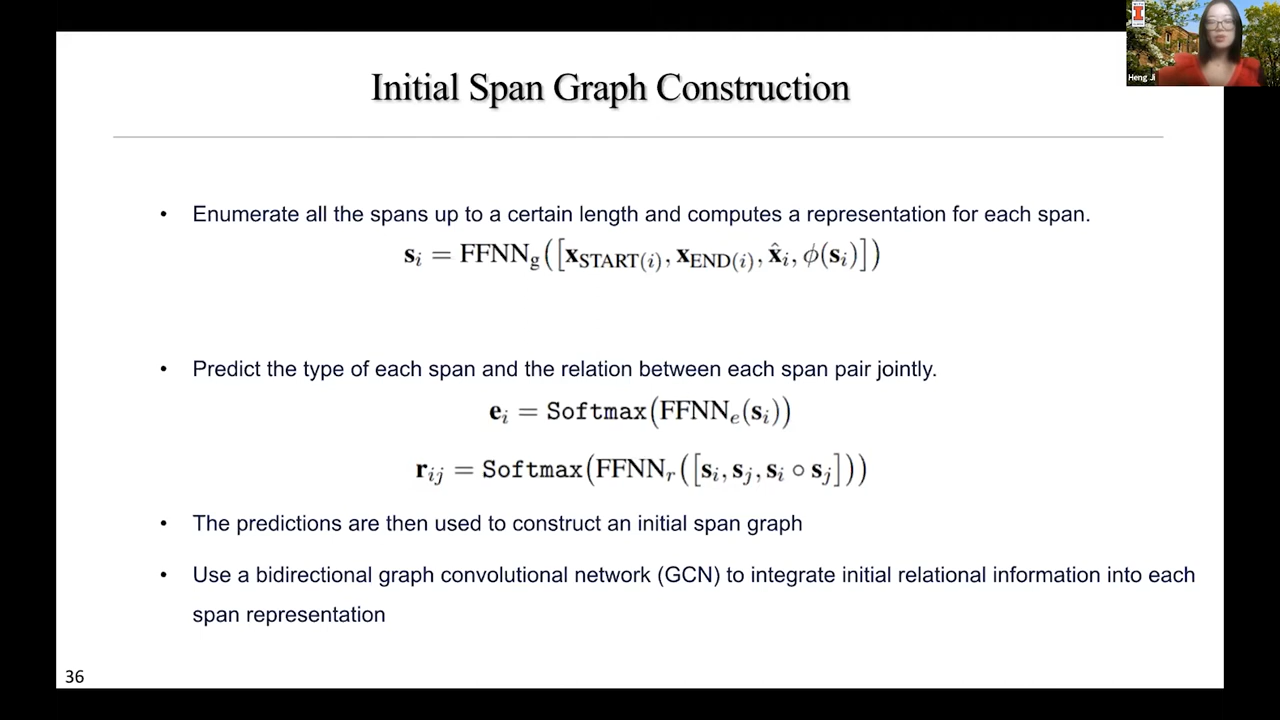 Initial Span Graph Construction
Heng Ji
• Enumerate all the spans up to a certain length and computes a representation for each span.
s_i = FFNN_g([x_START(i), x_END(i), x̂_i, ϕ(s_i)])
• Predict the type of each span and the relation between each span pair jointly.
e_i = Softmax(FFNN_e(s_i))
r_ij = Softmax(FFNN_r([s_i, s_j, s_i ∘ s_j]))
• The predictions are then used to construct an initial span graph
• Use a bidirectional graph convolutional network (GCN) to integrate initial relational information into each
span representation
36